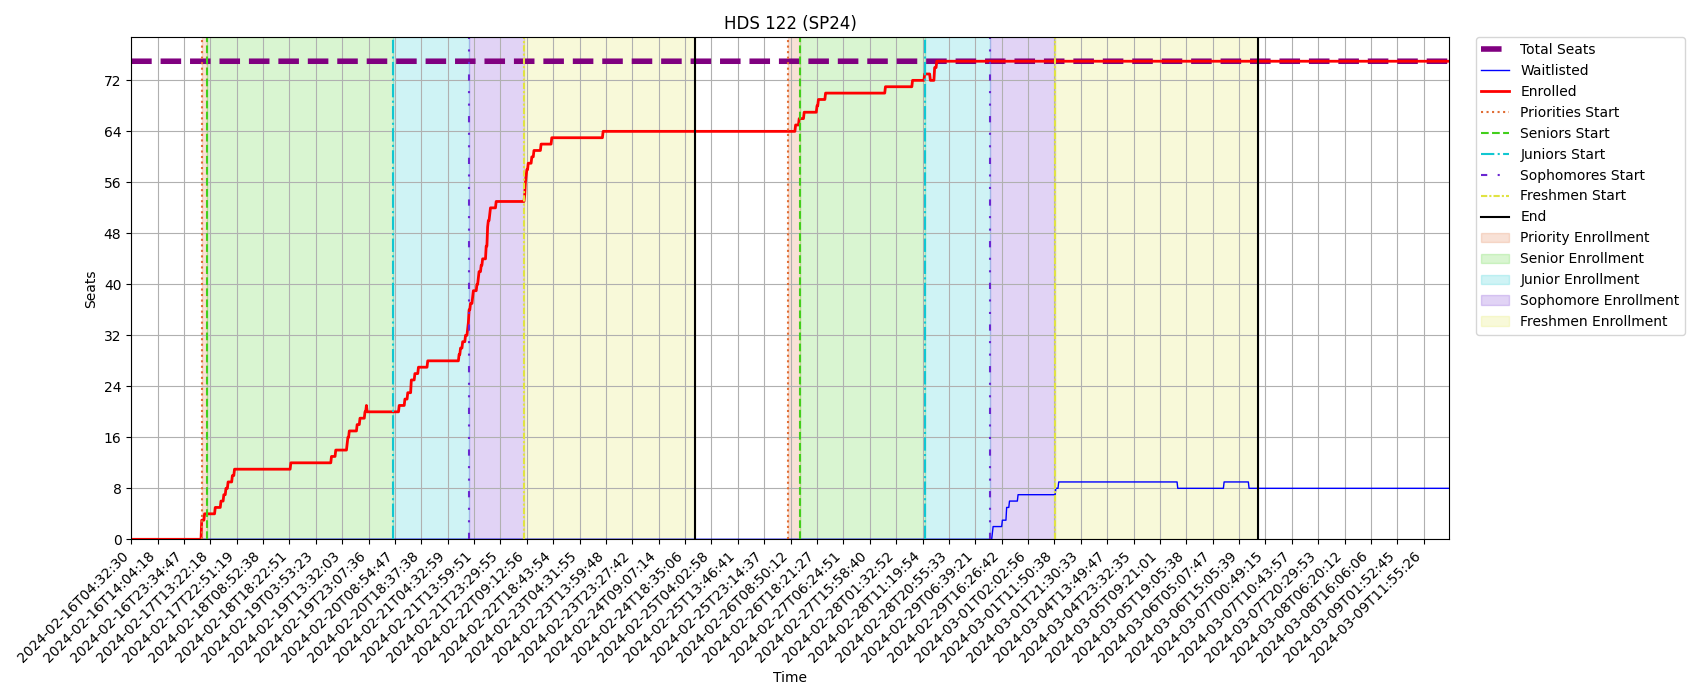 HDS 122 (SP24)
Seats
72
64
56
48
40
32
24
16
8
0
2024-02-16T04:32:30
2024-02-16T14:04:18
2024-02-16T23:34:47
2024-02-17T13:22:18
2024-02-17T22:51:19
2024-02-18T08:52:38
2024-02-18T18:22:51
2024-02-19T03:53:23
2024-02-19T13:32:03
2024-02-19T23:07:36
2024-02-20T08:54:47
2024-02-20T18:37:38
2024-02-21T04:32:59
2024-02-21T13:59:51
2024-02-21T23:29:55
2024-02-22T09:12:56
2024-02-22T18:43:54
2024-02-23T04:31:55
2024-02-23T13:59:48
2024-02-23T23:27:42
2024-02-24T09:07:14
2024-02-24T18:35:06
2024-02-25T04:02:58
2024-02-25T13:46:41
2024-02-25T23:14:37
2024-02-26T08:50:12
2024-02-26T18:21:27
2024-02-27T06:24:51
2024-02-27T15:58:40
2024-02-28T01:32:52
2024-02-28T11:19:54
2024-02-28T20:55:33
2024-02-29T06:39:21
2024-02-29T16:26:42
2024-03-01T02:02:56
2024-03-01T11:50:38
2024-03-01T21:30:33
2024-03-04T13:49:47
2024-03-04T23:32:35
2024-03-05T09:21:01
2024-03-05T19:05:38
2024-03-06T05:07:47
2024-03-06T15:05:39
2024-03-07T00:49:15
2024-03-07T10:43:57
2024-03-07T20:29:53
2024-03-08T06:20:12
2024-03-08T16:06:06
2024-03-09T01:52:45
2024-03-09T11:55:26
Time
Total Seats
Waitlisted
Enrolled
Priorities Start
Seniors Start
Juniors Start
Sophomores Start
Freshmen Start
End
Priority Enrollment
Senior Enrollment
Junior Enrollment
Sophomore Enrollment
Freshmen Enrollment